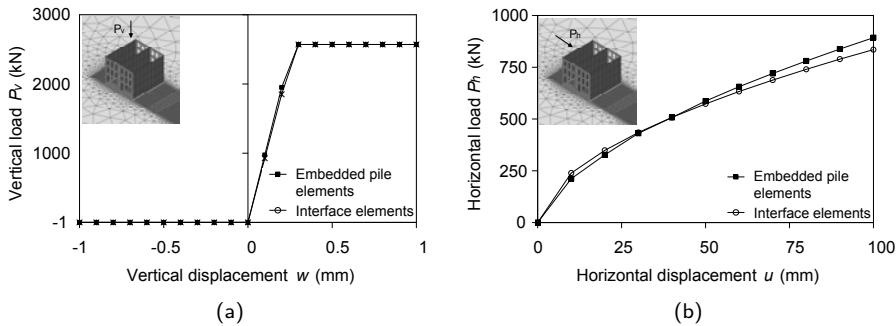 3000
2000
1000
-1
Vertical load Pv (kN)
Pv
Embedded pile
elements
Interface elements
-1
-0.5
0
0.5
1
Vertical displacement w (mm)
(a)
1000
750
500
250
0
Horizontal load Ph (kN)
Ph
Embedded pile
elements
Interface elements
0
25
50
75
100
Horizontal displacement u (mm)
(b)